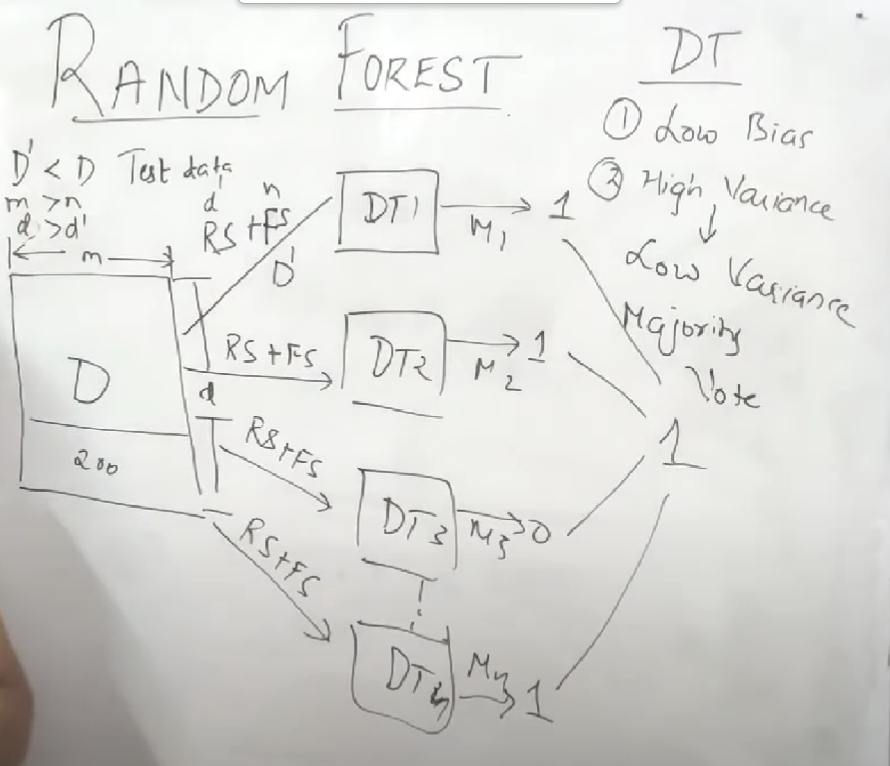 RANDOM FOREST
DT
① Low Bias
② High Variance
↓
Low Variance
Majority
Vote
D' < D Test data
m > n
d > d'
m
d' n
RS + FS
D'
DT1
M1
1
D
200
d
RS + FS
DT2
M2
1
RS + FS
DT3
M3
0
RS + FS
DTn
Mn
1
1